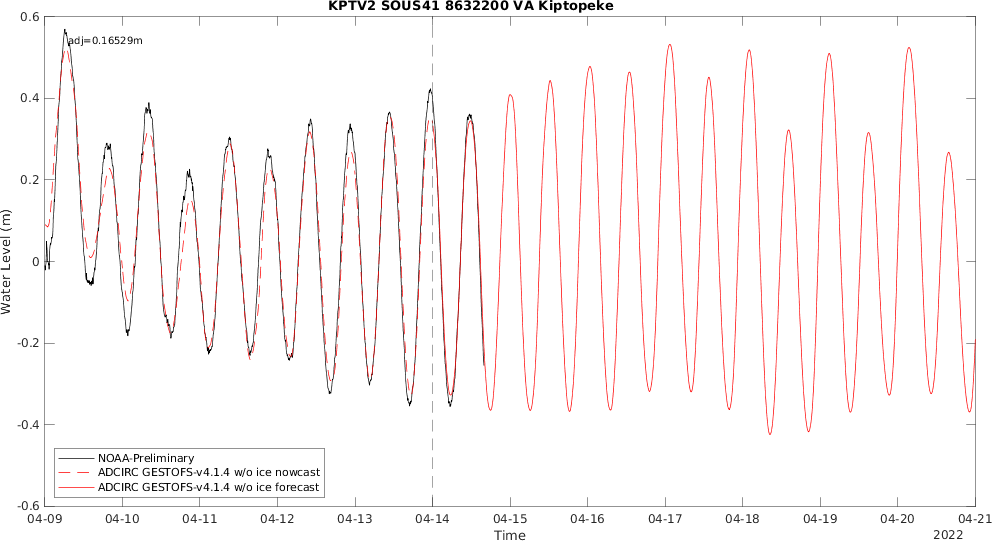 KPTV2 SOUS41 8632200 VA Kiptopeke
adj=0.16529m
0.6
0.4
0.2
0
-0.2
-0.4
-0.6
Water Level (m)
NOAA-Preliminary
ADCIRC GESTOFS-v4.1.4 w/o ice nowcast
ADCIRC GESTOFS-v4.1.4 w/o ice forecast
04-09 04-10 04-11 04-12 04-13 04-14 04-15 04-16 04-17 04-18 04-19 04-20 04-21
Time
2022